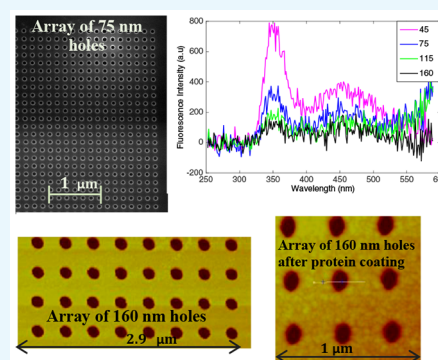 Array of 75 nm
holes
1 μm
Fluorescence Intensity (a.u)
800
600
400
200
0
-200
250
300
350
400
450
500
550
Wavelength (nm)
45
75
115
160
Array of 160 nm holes
2.9 μm
Array of 160 nm holes
after protein coating
1 μm